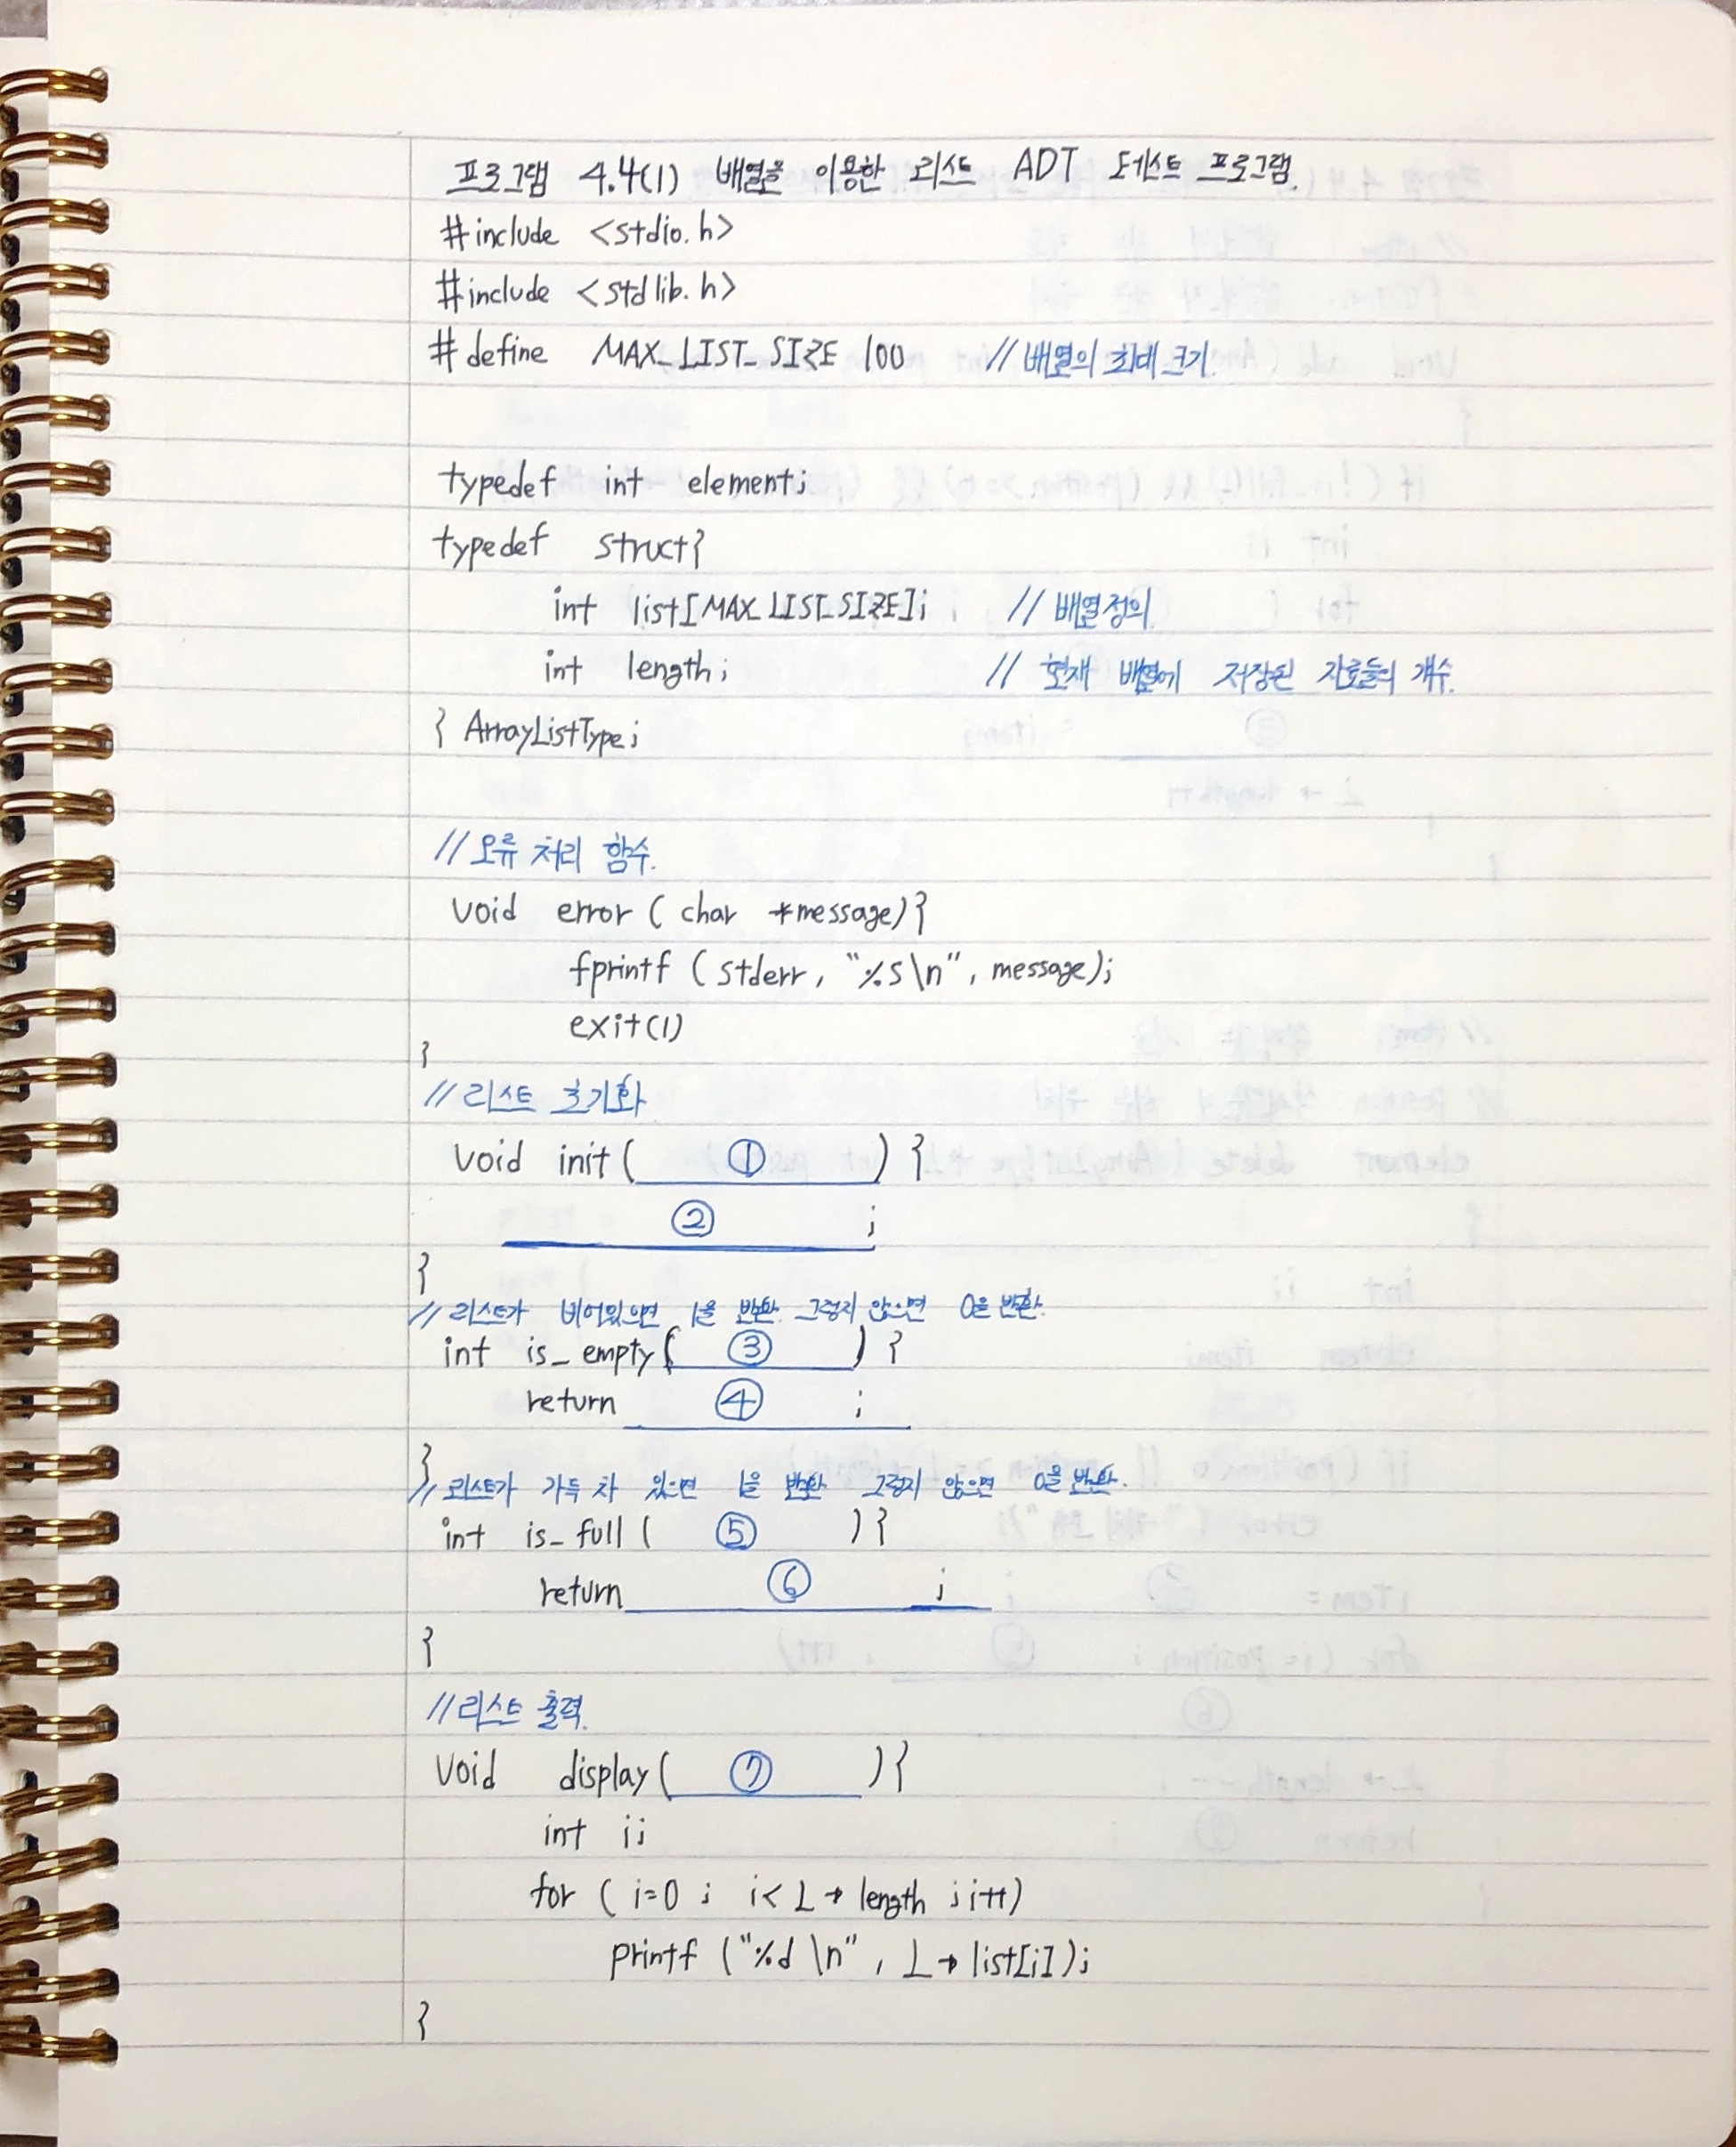 프로그램 4.4(1) 배열을 이용한 리스트 ADT 테스트 프로그램.
#include <stdio.h>
#include <stdlib.h>
#define MAX_LIST_SIZE 100 // 배열의 최대크기.
typedef int element;
typedef struct{
int list[MAX_LIST_SIZE]; // 배열정의.
int length; // 현재 배열에 저장된 자료들의 개수.
} ArrayListType;
// 오류 처리 함수.
void error ( char *message){
fprintf ( stderr, "%s\n", message);
exit(1)
}
// 리스트 초기화
void init( ① ) {
② ;
}
// 리스트가 비어있으면 1을 반환. 그렇지 않으면 0을 반환.
int is_empty( ③ ) {
return ④ ;
}
// 리스트가 가득 차 있으면 1을 반환 그렇지 않으면 0을 반환.
int is_full ( ⑤ ){
return ⑥ ;
}
// 리스트 출력.
void display( ⑦ ){
int i;
for ( i=0 ; i< L→length ; i++)
printf ("%d \n" , L→list[i]);
}